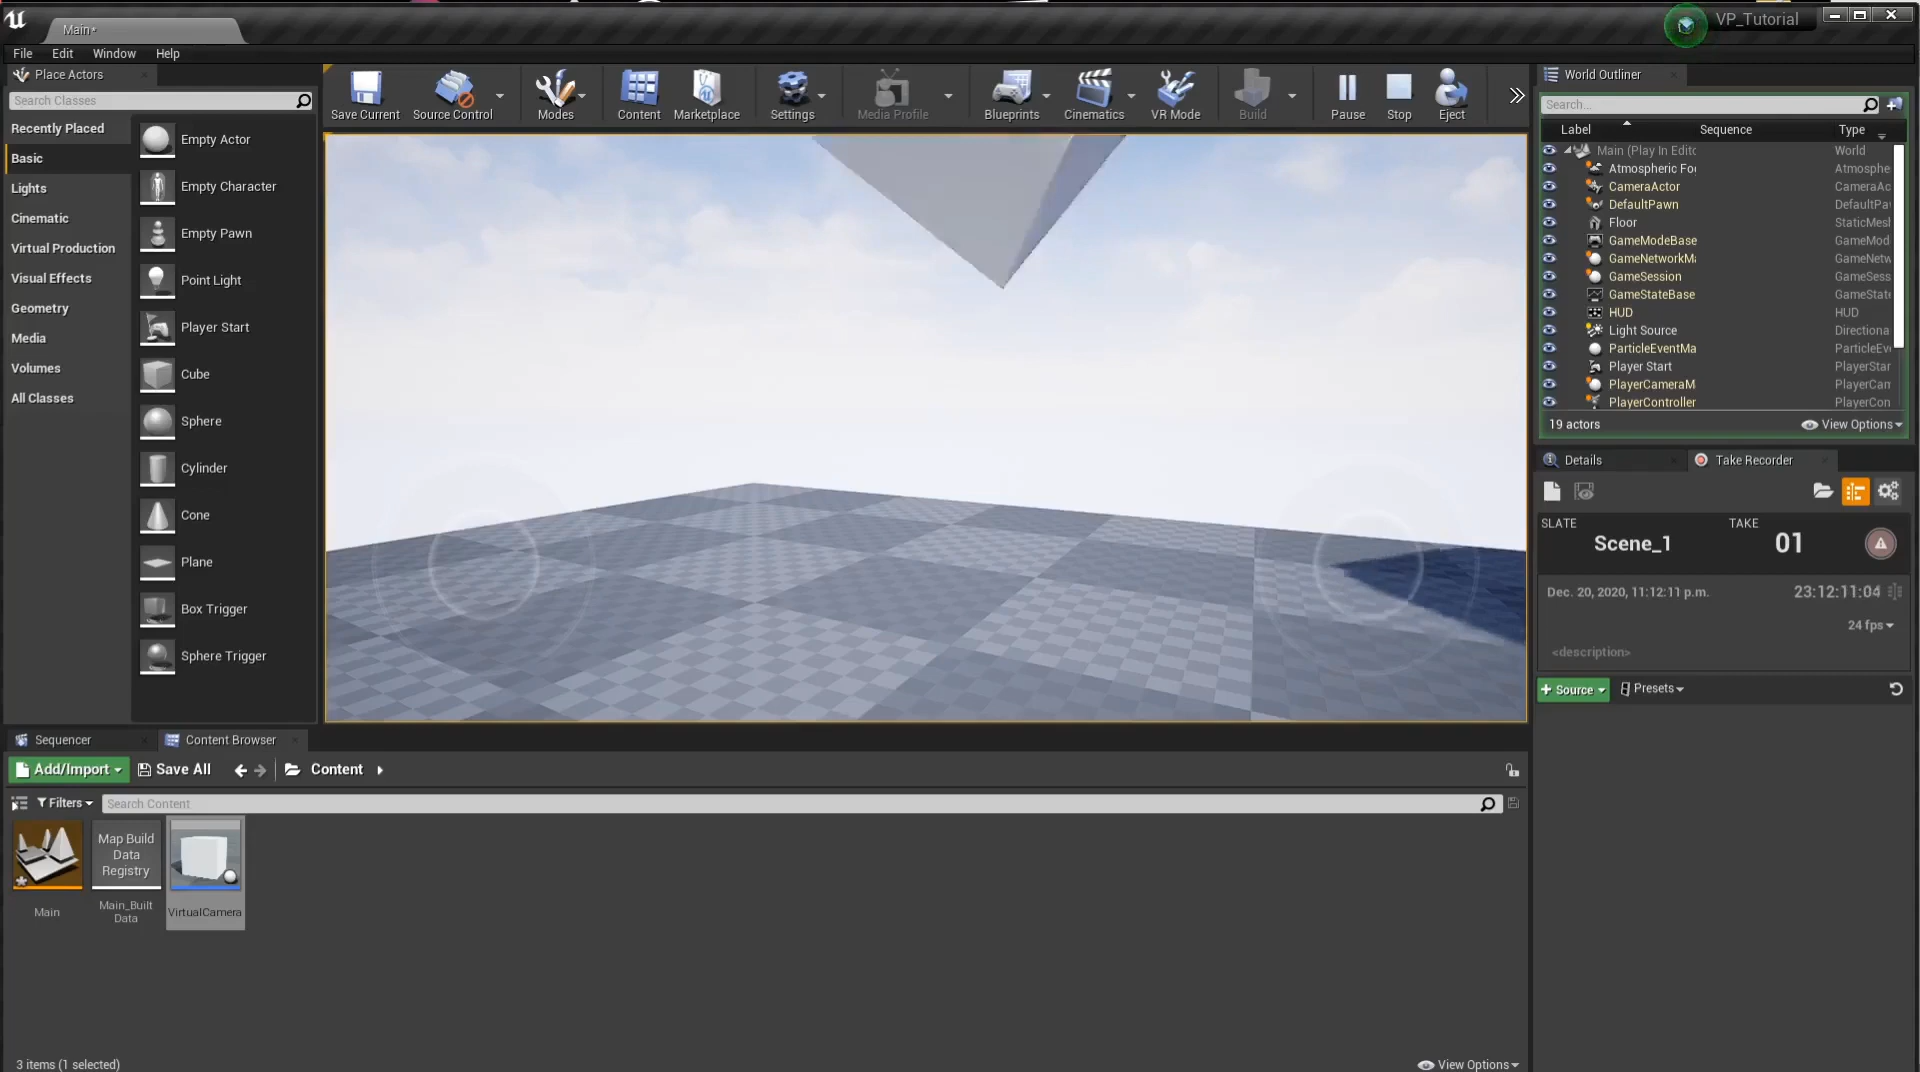 Main*
VP_Tutorial
File Edit Window Help
Place Actors
Search Classes
Recently Placed
Basic
Lights
Cinematic
Virtual Production
Visual Effects
Geometry
Media
Volumes
All Classes
Empty Actor
Empty Character
Empty Pawn
Point Light
Player Start
Cube
Sphere
Cylinder
Cone
Plane
Box Trigger
Sphere Trigger
Save Current Source Control Modes Content Marketplace Settings Media Profile Blueprints Cinematics VR Mode Build Pause Stop Eject
World Outliner
Search...
Label Sequence Type
Main (Play In Edito World
Atmospheric Fo Atmosphe
CameraActor CameraAc
DefaultPawn DefaultPa
Floor StaticMesh
GameModeBase GameMod
GameNetworkMa GameNetw
GameSession GameSess
GameStateBase GameState
HUD HUD
Light Source Directiona
ParticleEventMa ParticleEve
Player Start PlayerStar
PlayerCameraM PlayerCam
PlayerController PlayerCon
19 actors View Options
Details Take Recorder
SLATE TAKE
Scene_1 01
Dec. 20, 2020, 11:12:11 p.m. 23:12:11:04
24 fps
<description>
+ Source Presets
Sequencer Content Browser
Add/Import Save All Content
Filters Search Content
Map Build
Data
Registry
Main
Main_Built
Data
VirtualCamera
3 items (1 selected) View Options